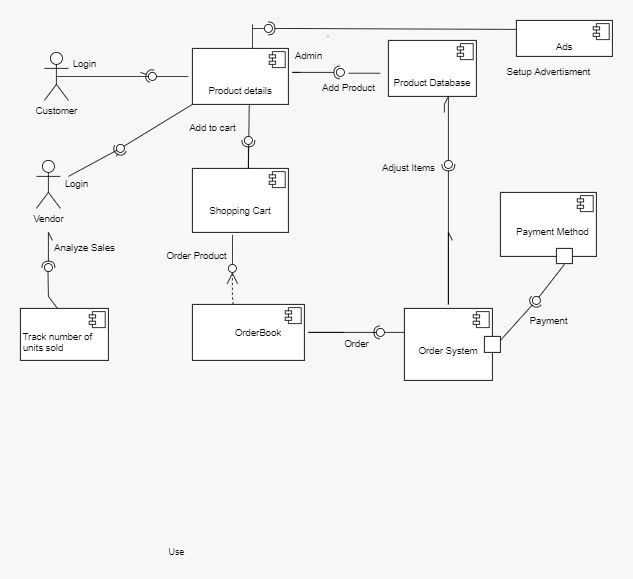 Ads
Setup Advertisment
Admin
Login
Product details
Add Product
Product Database
Customer
Add to cart
Adjust Items
Login
Vendor
Shopping Cart
Payment Method
Analyze Sales
Order Product
Track number of
units sold
OrderBook
Order
Order System
Payment
Use